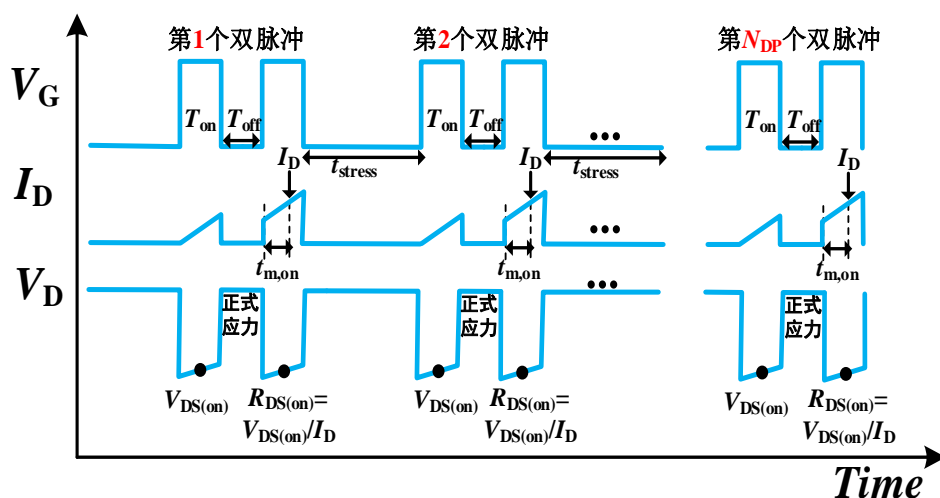 第1个双脉冲 第2个双脉冲 第NDP个双脉冲
VG
Ton Toff Ton Toff ••• Ton Toff
ID ID ID
tstress tstress
ID
•••
tm,on tm,on tm,on
VD
•••
正式 正式 正式
应力 应力 应力
VDS(on) RDS(on)= VDS(on) RDS(on)= VDS(on) RDS(on)=
VDS(on)/ID VDS(on)/ID VDS(on)/ID
Time